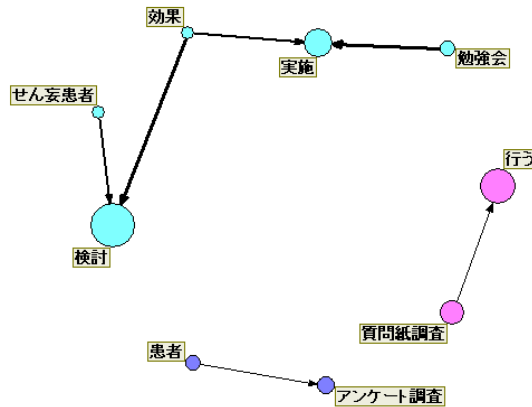 効果
実施
勉強会
せん妄患者
行う
検討
質問紙調査
患者
アンケート調査